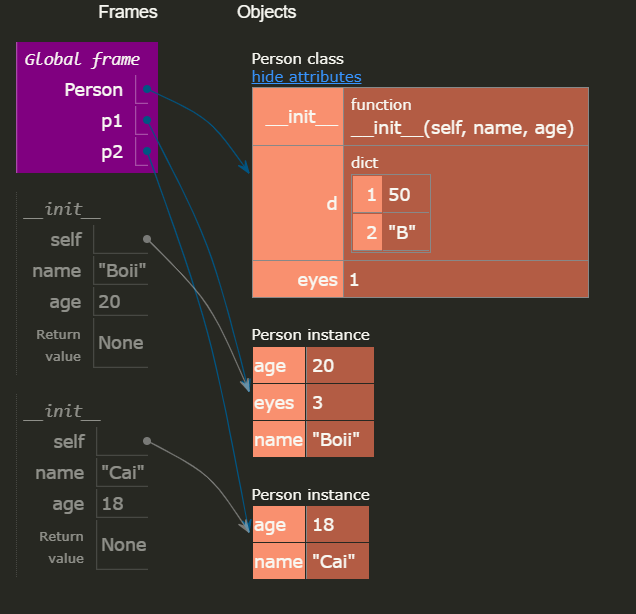 Frames
Objects
Global frame
Person
p1
p2
__init__
self
name "Boii"
age 20
Return
value None
__init__
self
name "Cai"
age 18
Return
value None
Person class
hide attributes
__init__ function
__init__(self, name, age)
d dict
1 50
2 "B"
eyes 1
Person instance
age 20
eyes 3
name "Boii"
Person instance
age 18
name "Cai"